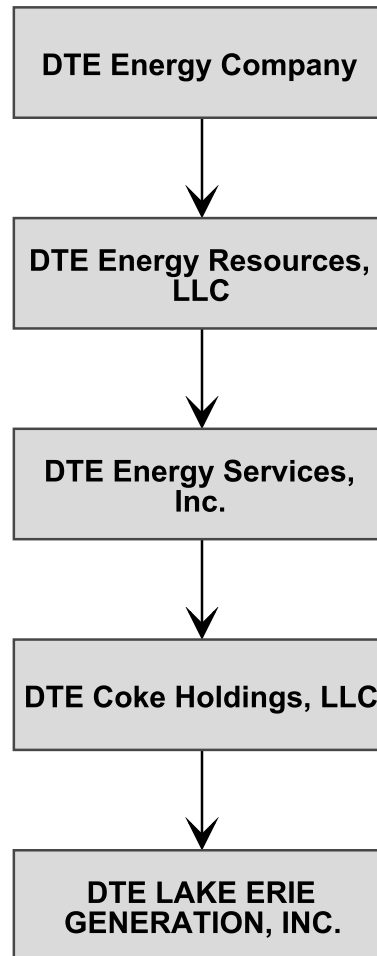 DTE Energy Company
DTE Energy Resources,
LLC
DTE Energy Services,
Inc.
DTE Coke Holdings, LLC
DTE LAKE ERIE
GENERATION, INC.